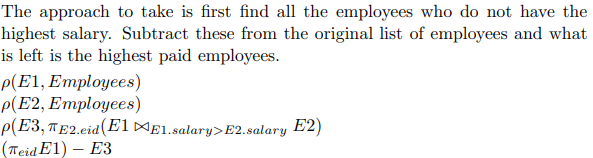 The approach to take is first find all the employees who do not have the
highest salary. Subtract these from the original list of employees and what
is left is the highest paid employees.
ρ(E1, Employees)
ρ(E2, Employees)
ρ(E3, π_{E2.eid}(E1 ⋈_{E1.salary>E2.salary} E2)
(π_{eid}E1) − E3